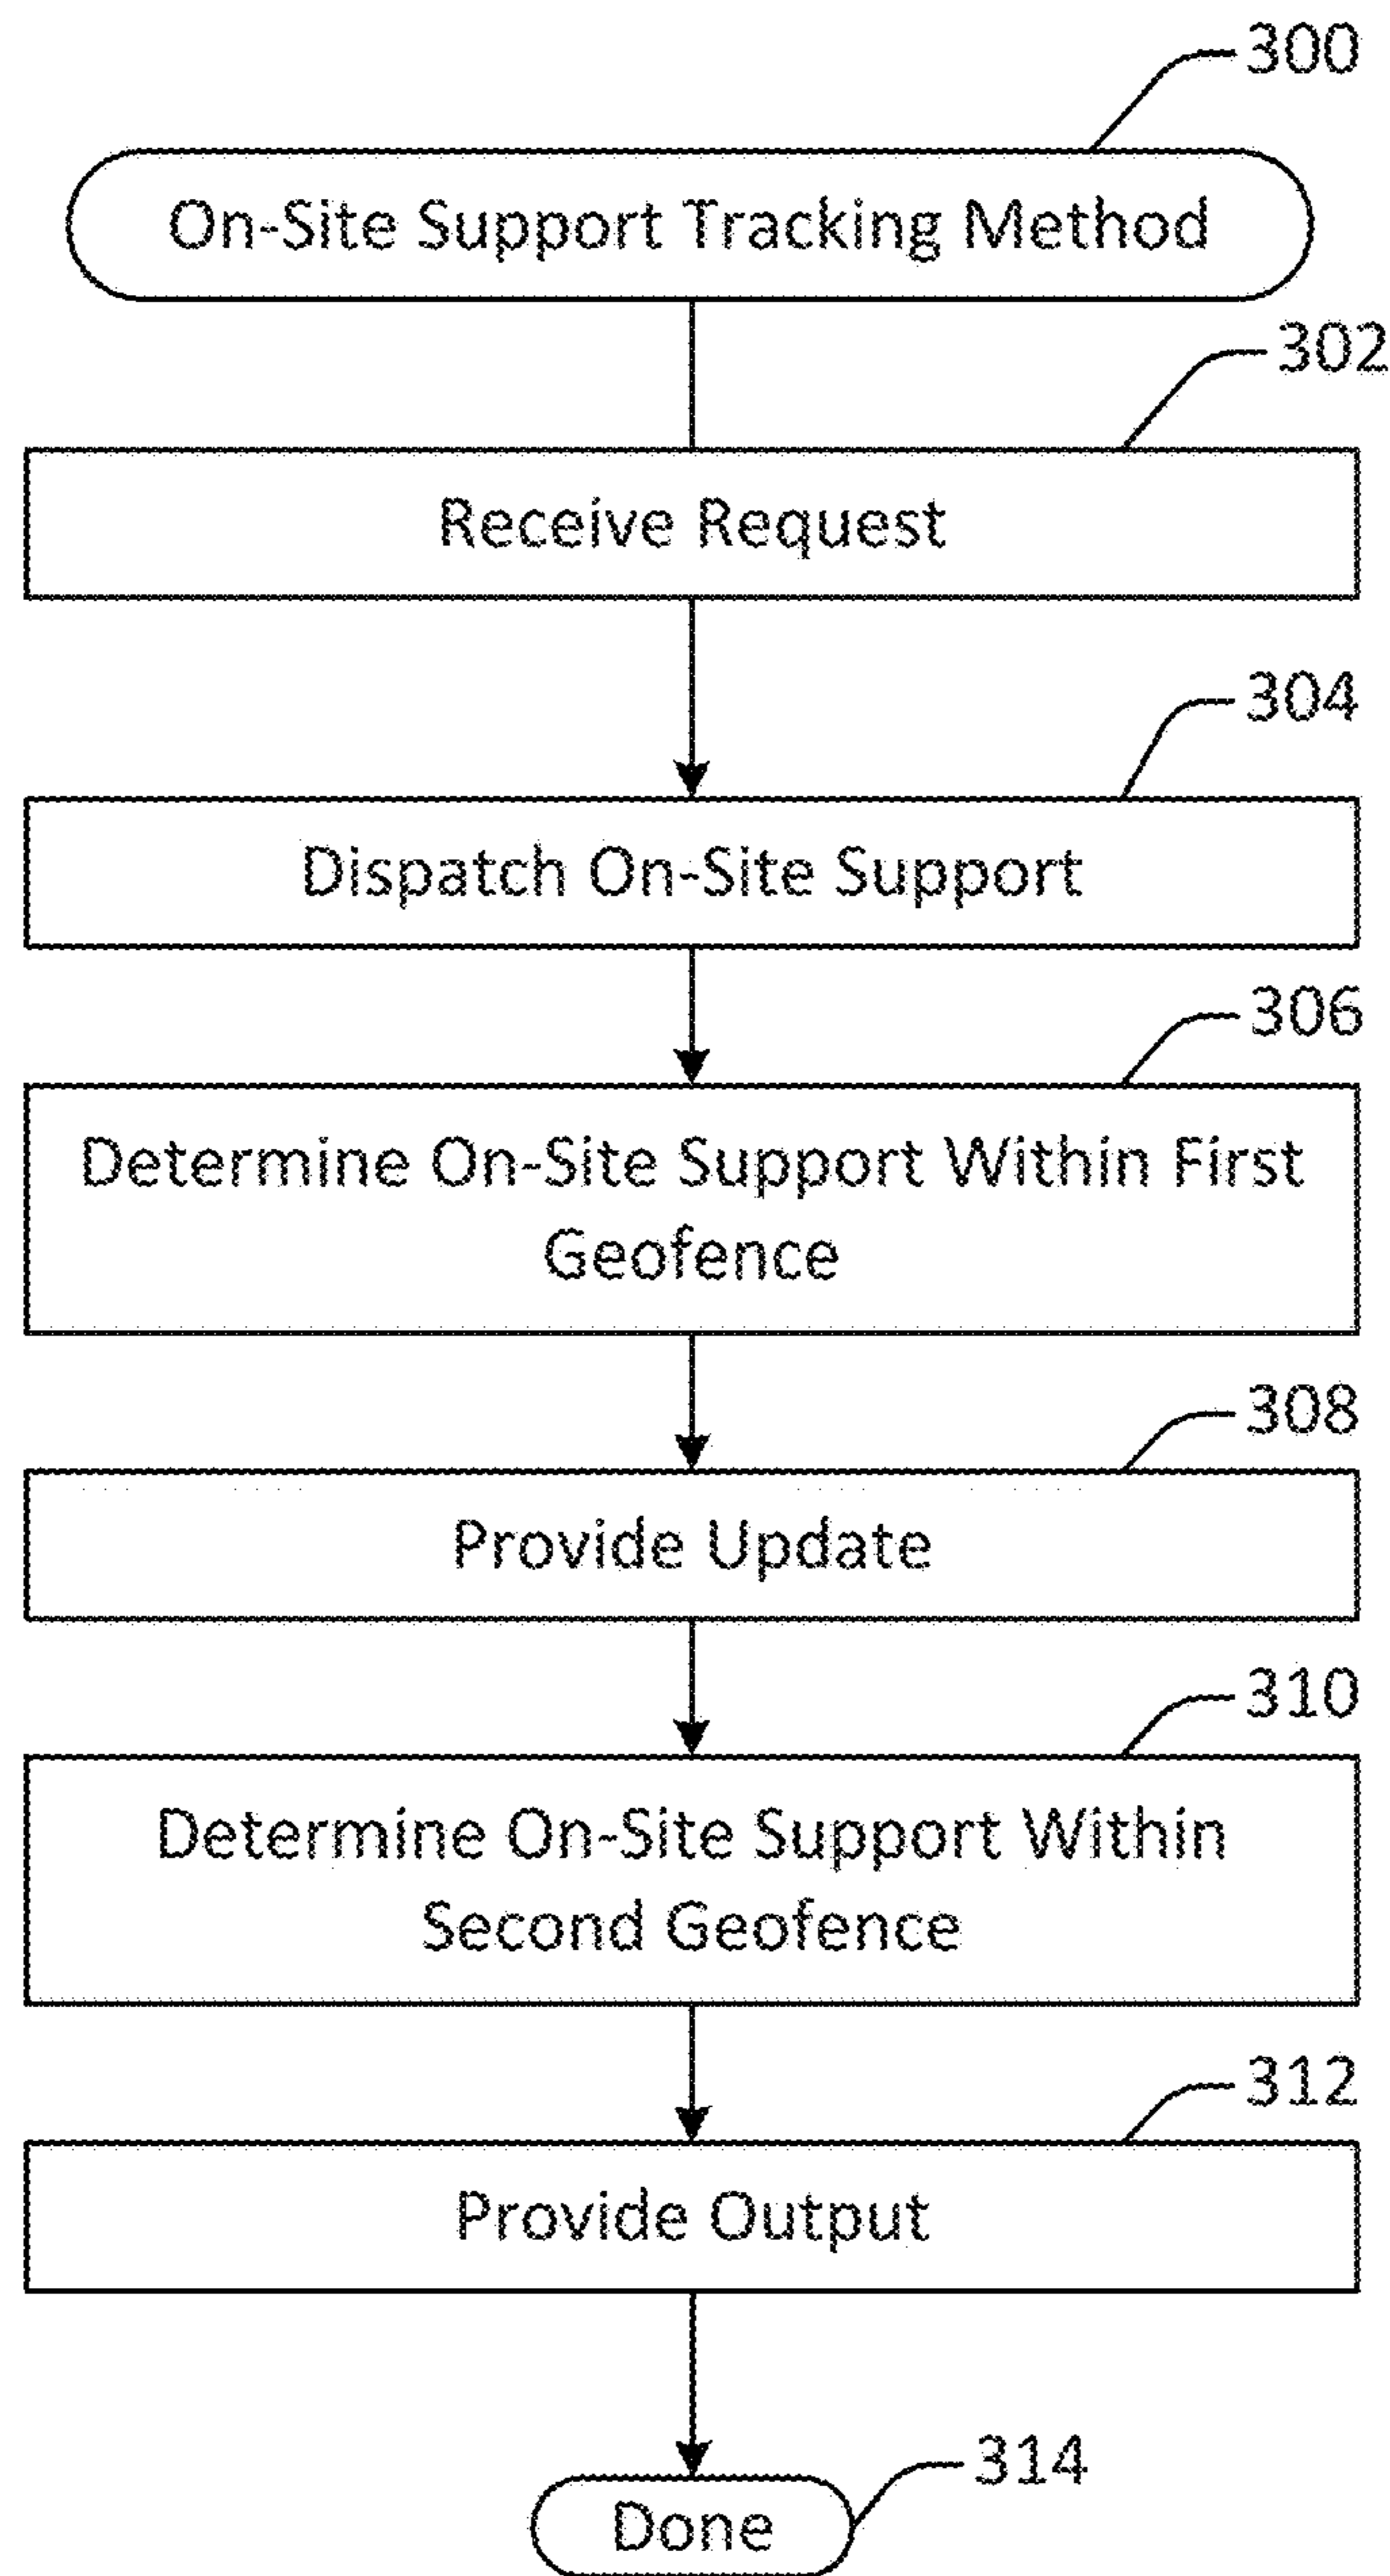 300
On-Site Support Tracking Method
302
Receive Request
304
Dispatch On-Site Support
306
Determine On-Site Support Within First
Geofence
308
Provide Update
310
Determine On-Site Support Within
Second Geofence
312
Provide Output
314
Done